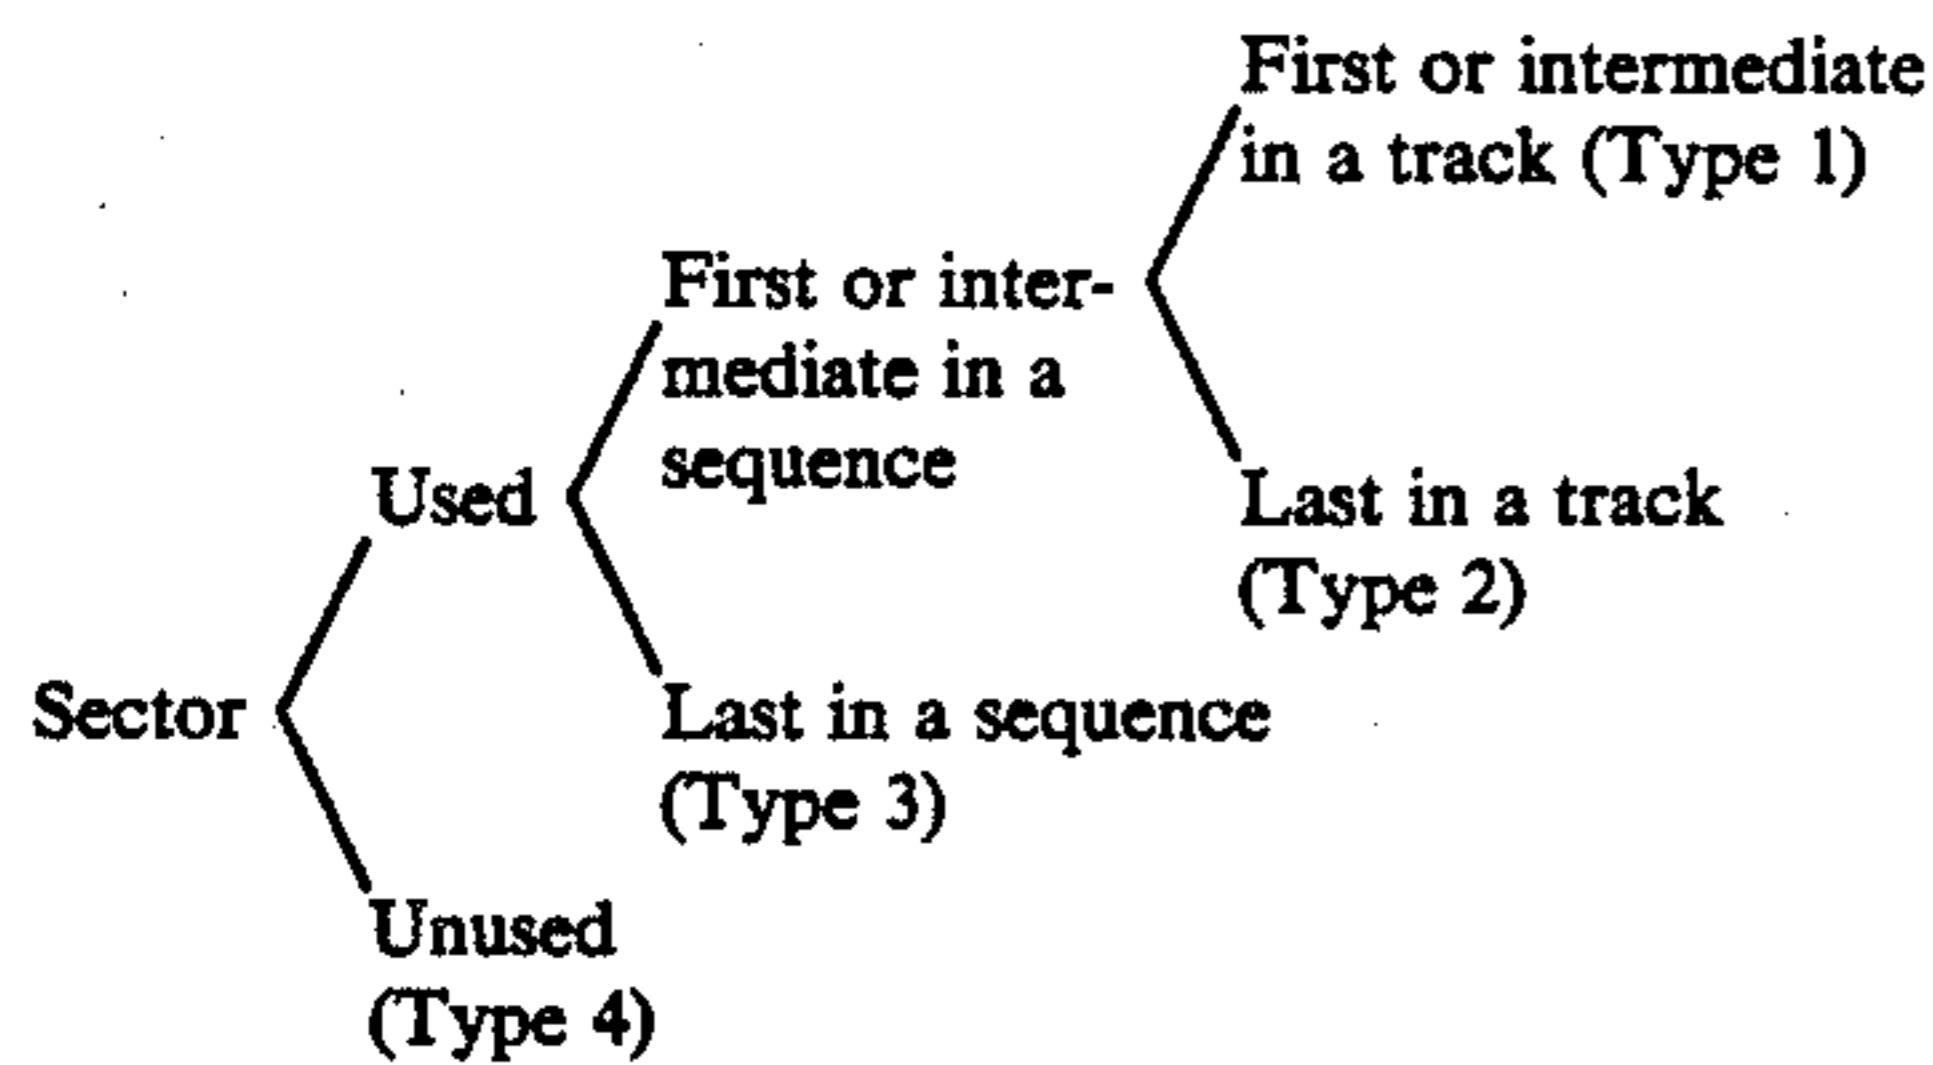 First or intermediate
in a track (Type 1)
First or inter-
mediate in a
sequence
Used
Last in a track
(Type 2)
Sector
Last in a sequence
(Type 3)
Unused
(Type 4)